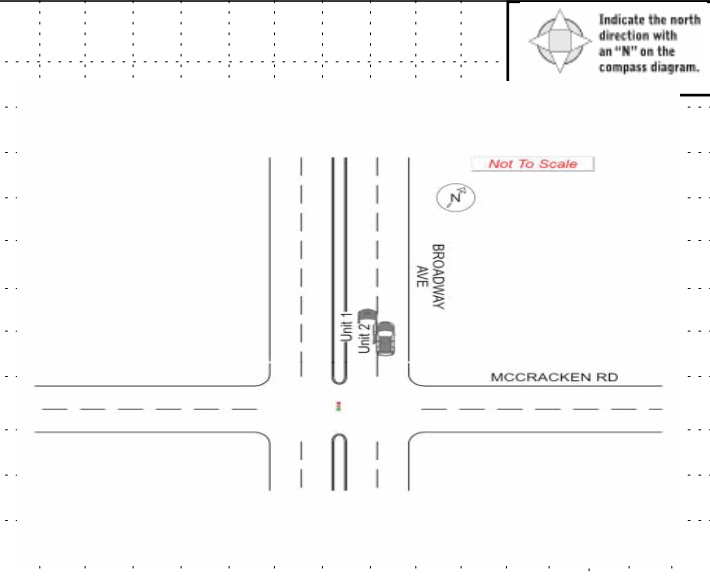 Indicate the north
direction with
an “N” on the
compass diagram.
Not To Scale
N
BROADWAY
AVE
Unit 1
Unit 2
MCCRACKEN RD